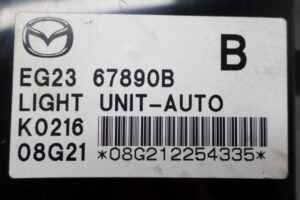 B
EG23 67890B
LIGHT UNIT-AUTO
K0216
08G21 *08G212254335*